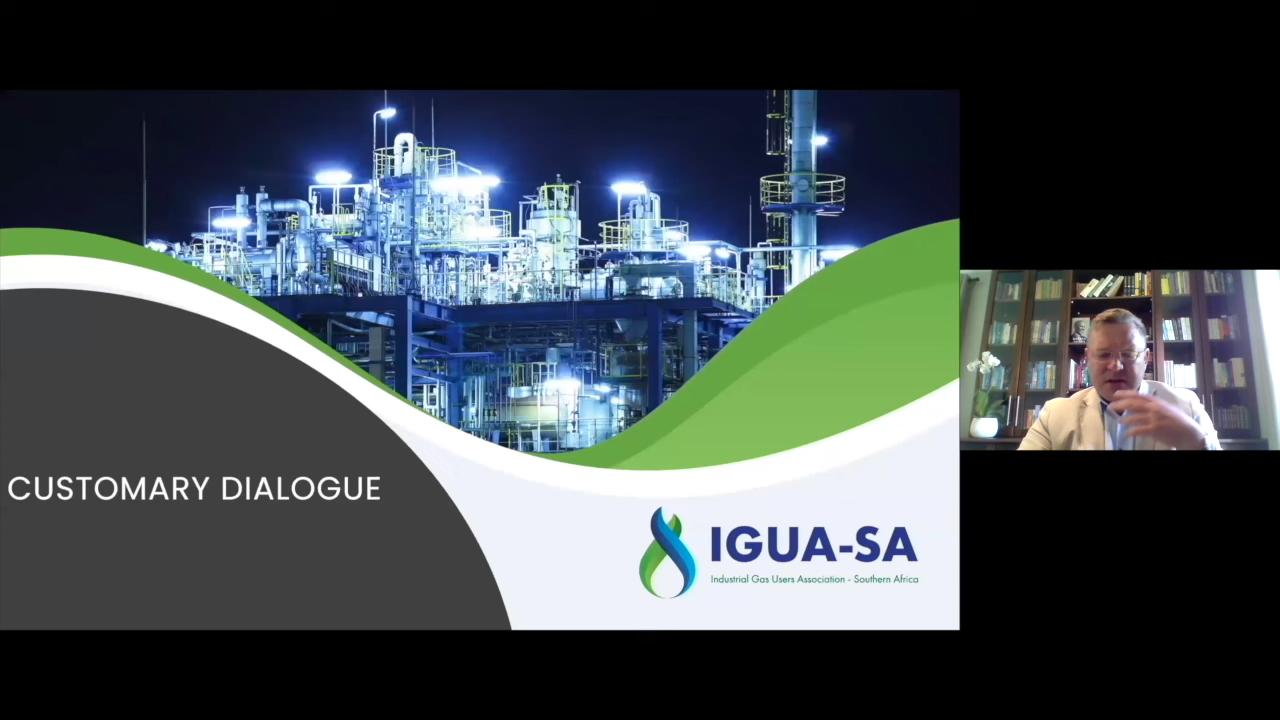 CUSTOMARY DIALOGUE
IGUA-SA
Industrial Gas Users Association - Southern Africa